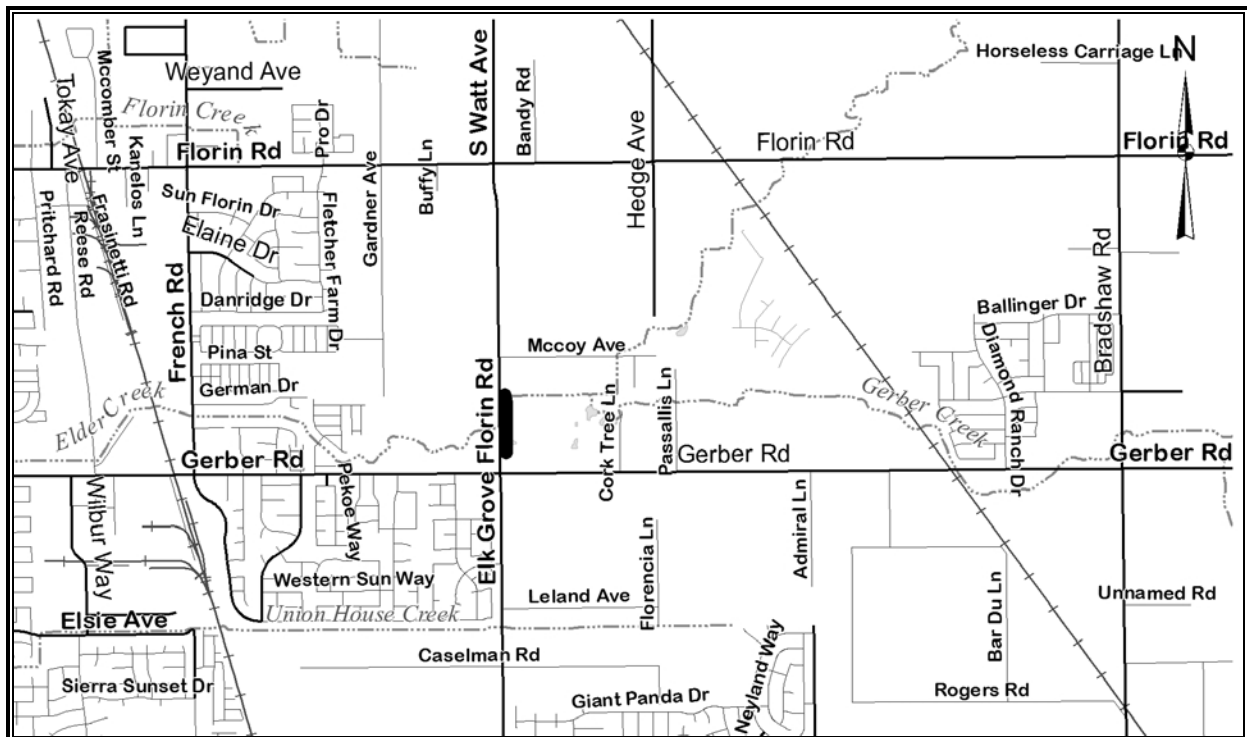 Horseless Carriage Ln
N
Weyand Ave
S Watt Ave
Bandy Rd
Tokay Ave
Mccomber St
Florin Creek
Pro Dr
Hedge Ave
Florin Rd
Florin Rd
Florin Rd
Kanelos Ln
Gardner Ave
Buffy Ln
Pritchard Rd
Reese Rd
Frasinetti Rd
Sun Florin Dr
Elaine Dr
Fletcher Farm Dr
French Rd
Danridge Dr
Bradshaw Rd
Ballinger Dr
Diamond Ranch Dr
Pina St
Mccoy Ave
German Dr
Elk Grove Florin Rd
Cork Tree Ln
Passallis Ln
Gerber Creek
Elder Creek
Gerber Rd
Gerber Rd
Gerber Rd
Wilbur Way
Pekoe Way
Admiral Ln
Florencia Ln
Western Sun Way
Leland Ave
Union House Creek
Elsie Ave
Bar Du Ln
Unnamed Rd
Caselman Rd
Neyland Way
Sierra Sunset Dr
Giant Panda Dr
Rogers Rd